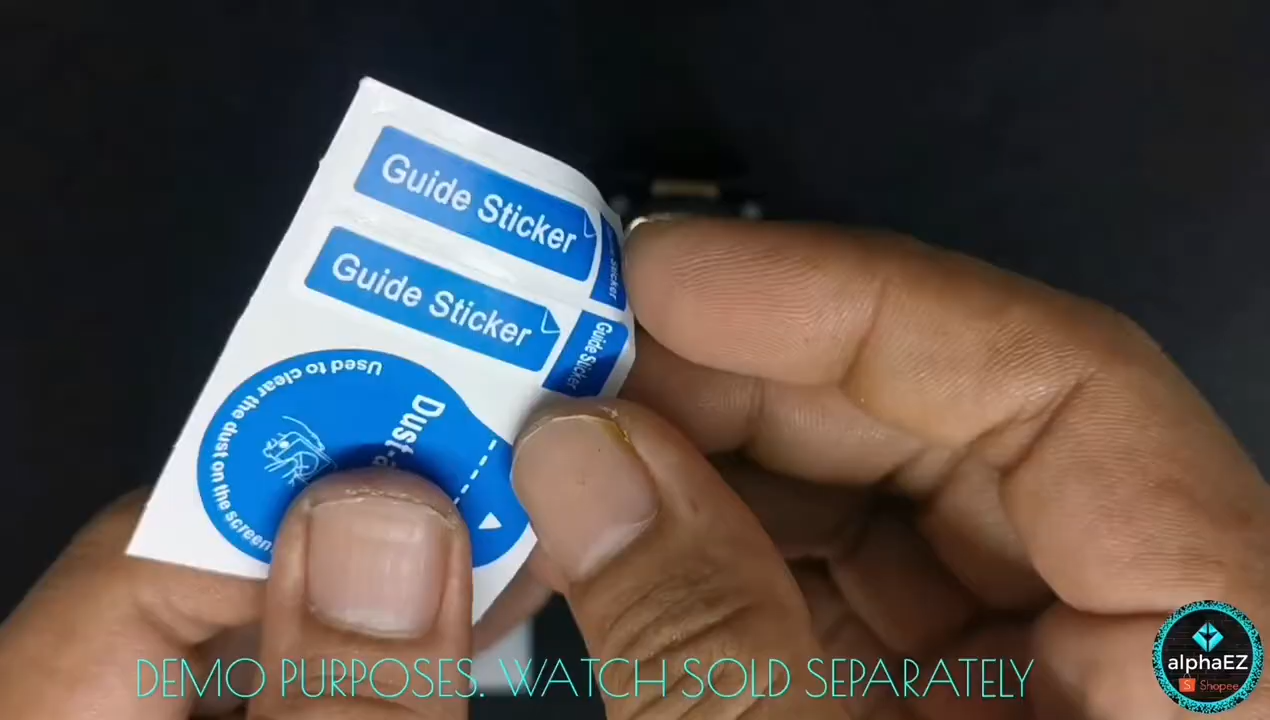 Guide Sticker
Guide Sticker
Guide Sticker
Sticker
Used to clear the dust on the screen
Dust-
DEMO PURPOSES. WATCH SOLD SEPARATELY
alphaEZ
Shopee